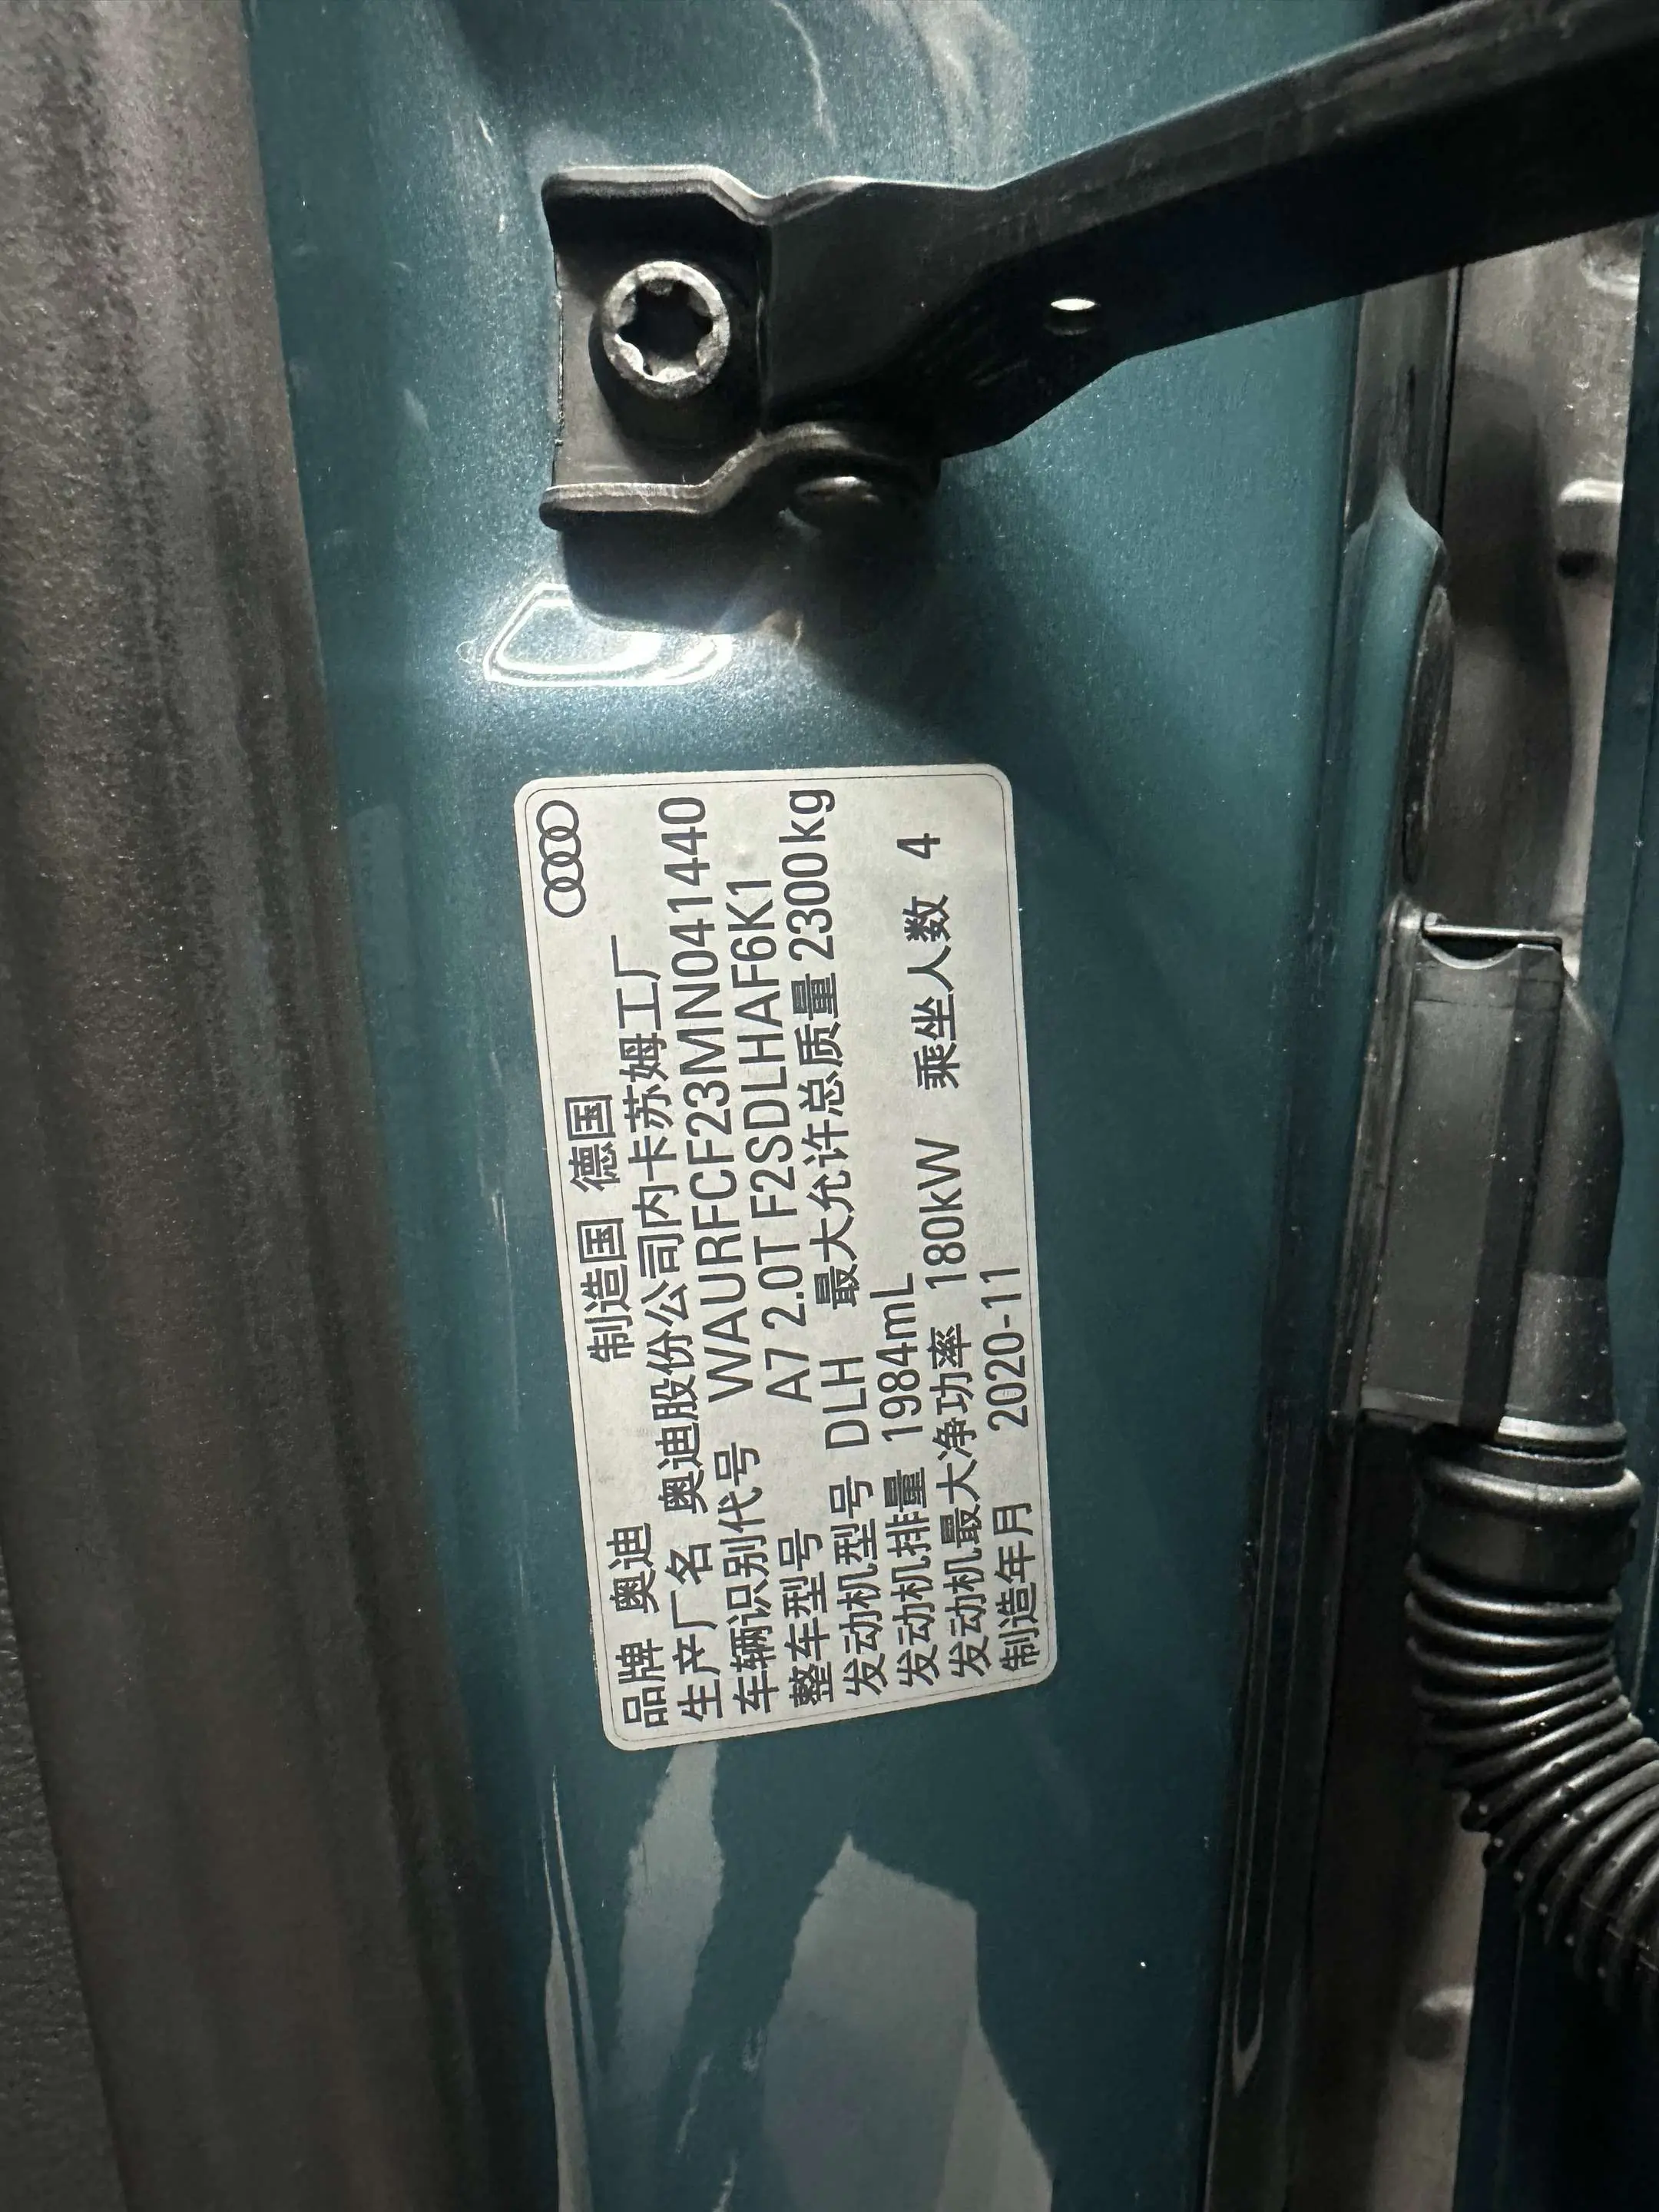 品牌 奥迪 制造国 德国
生产厂名 奥迪股份公司内卡苏姆工厂
车辆识别代号 WAURFCF23MN041440
整车型号 A7 2.0T F2SDLHAF6K1
发动机型号 DLH 最大允许总质量 2300kg
发动机排量 1984mL
发动机最大净功率 180kW 乘坐人数 4
制造年月 2020-11